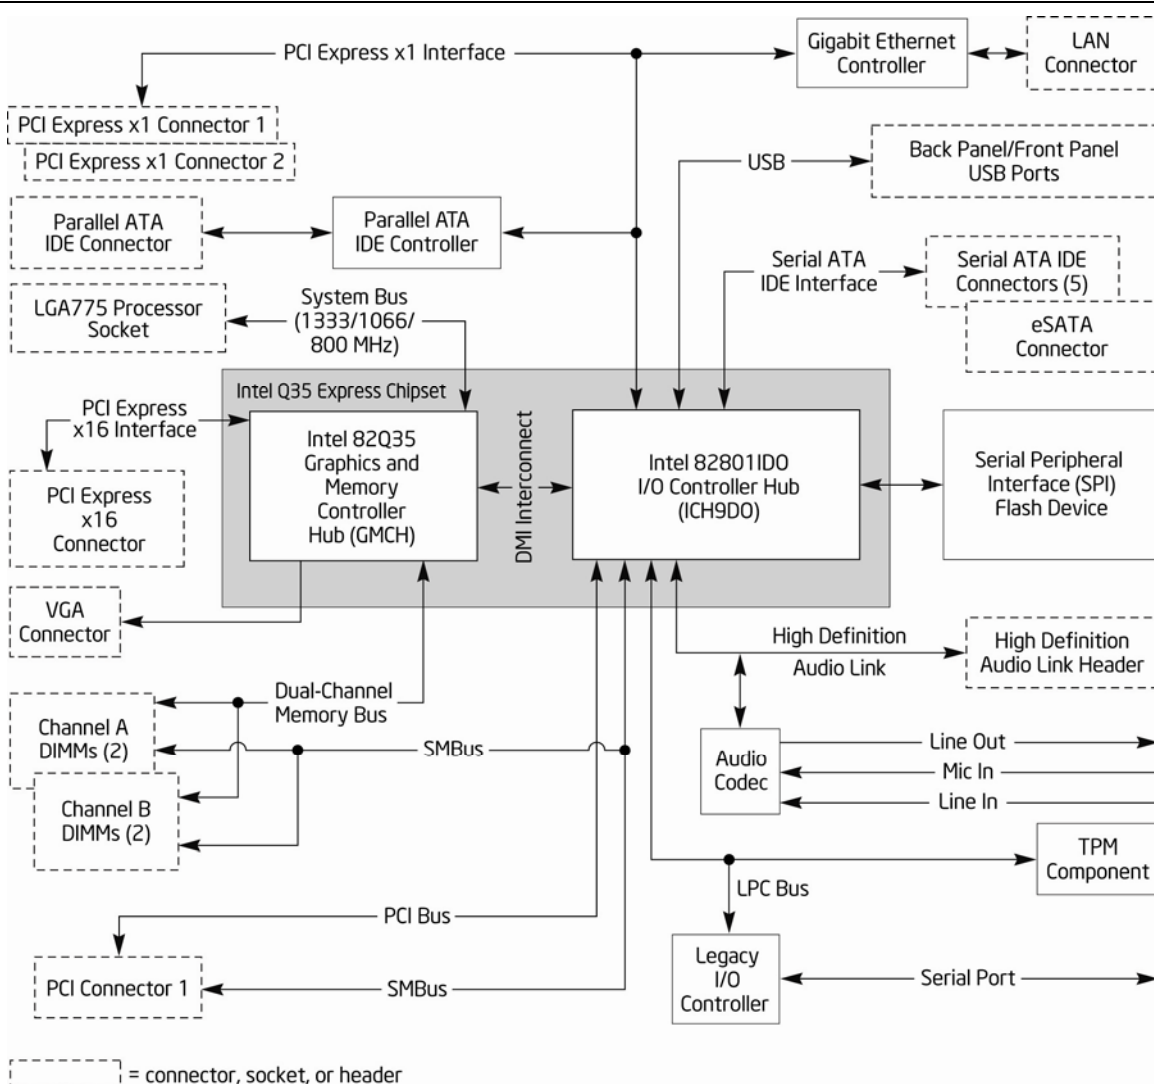 PCI Express x1 Interface
Gigabit Ethernet
Controller
LAN
Connector
PCI Express x1 Connector 1
PCI Express x1 Connector 2
USB
Back Panel/Front Panel
USB Ports
Parallel ATA
IDE Connector
Parallel ATA
IDE Controller
Serial ATA
IDE Interface
Serial ATA IDE
Connectors (5)
eSATA
Connector
LGA775 Processor
Socket
System Bus
(1333/1066/
800 MHz)
Intel Q35 Express Chipset
PCI Express
x16 Interface
Intel 82Q35
Graphics and
Memory
Controller
Hub (GMCH)
DMI Interconnect
Intel 82801IDO
I/O Controller Hub
(ICH9DO)
Serial Peripheral
Interface (SPI)
Flash Device
PCI Express
x16
Connector
VGA
Connector
High Definition
Audio Link
High Definition
Audio Link Header
Dual-Channel
Memory Bus
Channel A
DIMMs (2)
SMBus
Audio
Codec
Line Out
Mic In
Line In
Channel B
DIMMs (2)
TPM
Component
LPC Bus
PCI Bus
PCI Connector 1
SMBus
Legacy
I/O
Controller
Serial Port
= connector, socket, or header